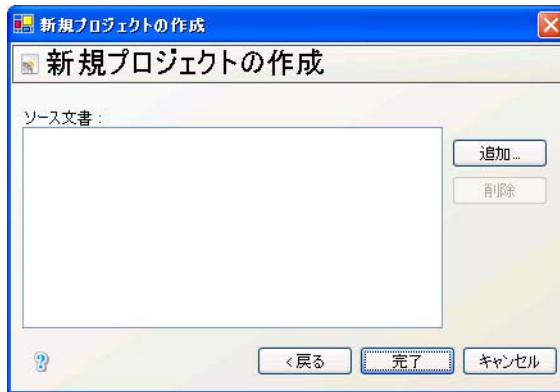 新規プロジェクトの作成
新規プロジェクトの作成
ソース文書 :
追加...
削除
< 戻る
完了
キャンセル